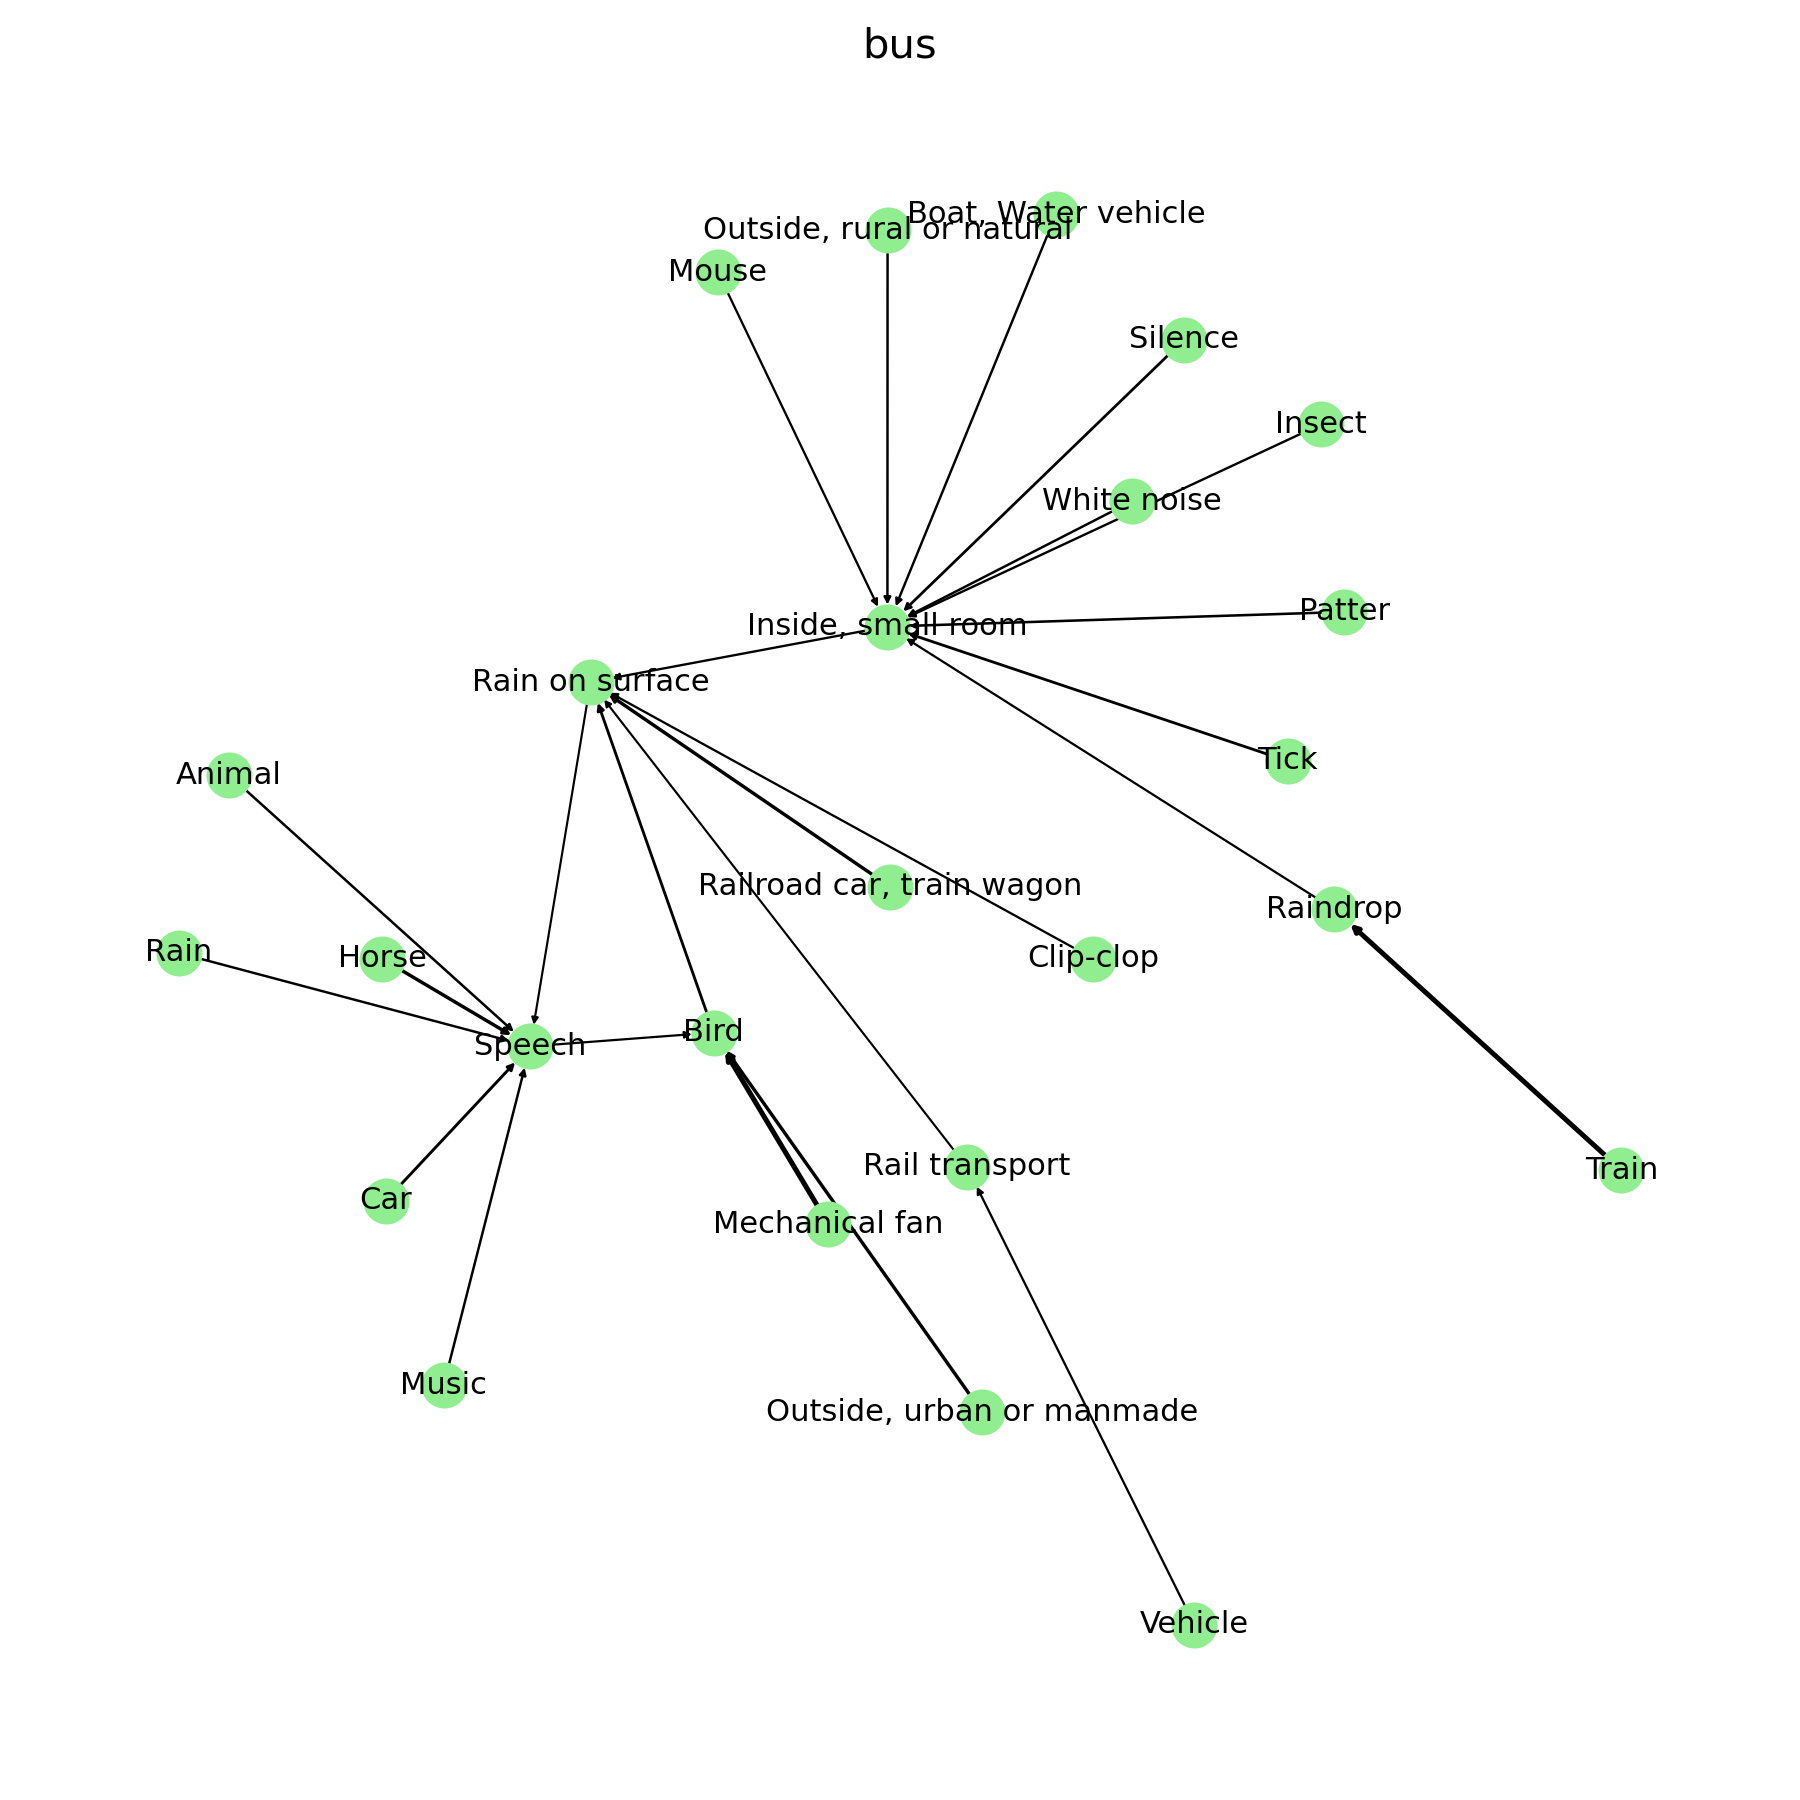 bus
Boat, Water vehicle
Outside, rural or natural
Mouse
Silence
Insect
White noise
Patter
Inside, small room
Rain on surface
Tick
Animal
Railroad car, train wagon
Raindrop
Rain
Horse
Clip-clop
Bird
Speech
Rail transport
Train
Car
Mechanical fan
Music
Outside, urban or manmade
Vehicle